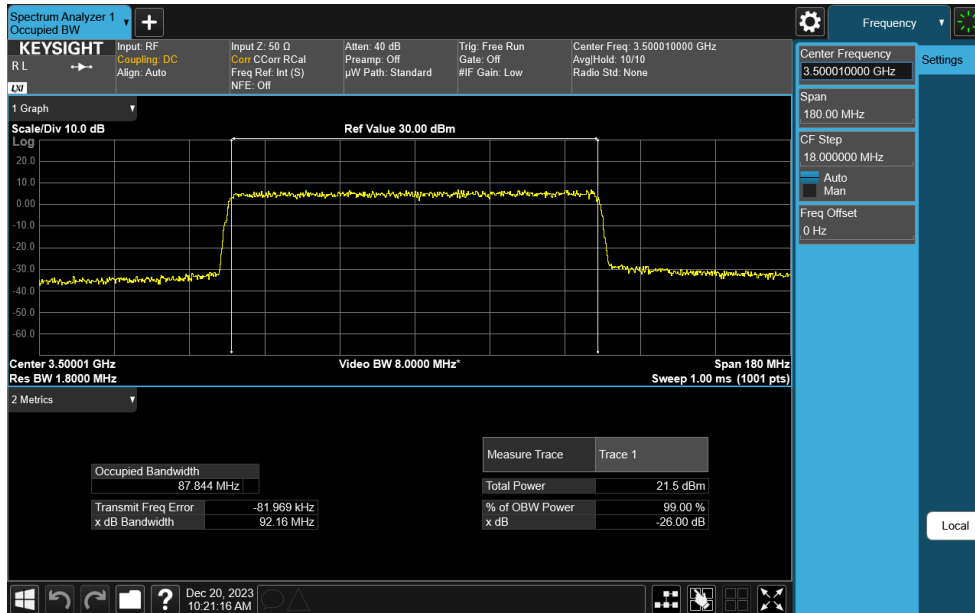 Spectrum Analyzer 1
Occupied BW
Frequency
KEYSIGHT
R L
LXI
Input: RF
Coupling: DC
Align: Auto
Input Z: 50 Ω
Corr CCorr RCal
Freq Ref: Int (S)
NFE: Off
Atten: 40 dB
Preamp: Off
µW Path: Standard
Trig: Free Run
Gate: Off
#IF Gain: Low
Center Freq: 3.500010000 GHz
Avg|Hold: 10/10
Radio Std: None
Center Frequency
3.500010000 GHz
Settings
Span
180.00 MHz
CF Step
18.000000 MHz
Auto
Man
Freq Offset
0 Hz
Local
1 Graph
Scale/Div 10.0 dB
Ref Value 30.00 dBm
Log
20.0
10.0
0.00
-10.0
-20.0
-30.0
-40.0
-50.0
-60.0
Center 3.50001 GHz
Video BW 8.0000 MHz*
Span 180 MHz
Res BW 1.8000 MHz
Sweep 1.00 ms (1001 pts)
2 Metrics
Measure Trace Trace 1
Occupied Bandwidth
87.844 MHz
Total Power 21.5 dBm
Transmit Freq Error -81.969 kHz
% of OBW Power 99.00 %
x dB Bandwidth 92.16 MHz
x dB -26.00 dB
?
Dec 20, 2023
10:21:16 AM